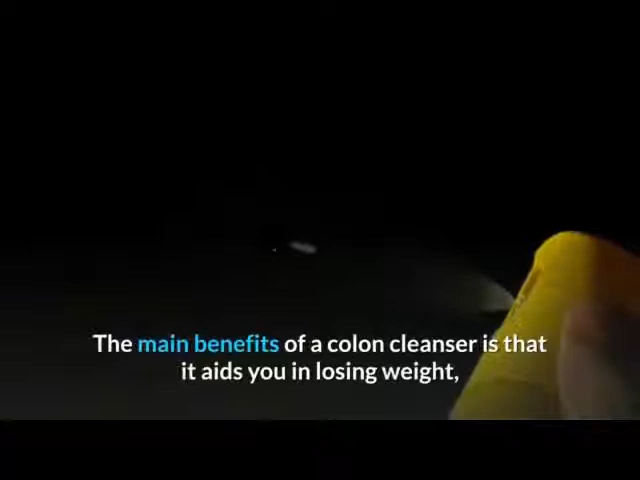 The main benefits of a colon cleanser is that
it aids you in losing weight,